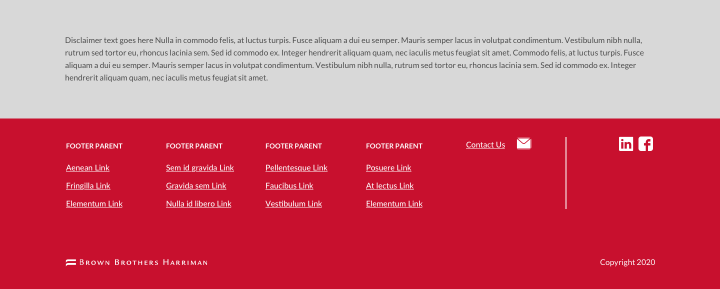 Disclaimer text goes here Nulla in commodo felis, at luctus turpis. Fusce aliquam a dui eu semper. Mauris semper lacus in volutpat condimentum. Vestibulum nibh nulla,
rutrum sed tortor eu, rhoncus lacinia sem. Sed id commodo ex. Integer hendrerit aliquam quam, nec iaculis metus feugiat sit amet. Commodo felis, at luctus turpis. Fusce
aliquam a dui eu semper. Mauris semper lacus in volutpat condimentum. Vestibulum nibh nulla, rutrum sed tortor eu, rhoncus lacinia sem. Sed id commodo ex. Integer
hendrerit aliquam quam, nec iaculis metus feugiat sit amet.
FOOTER PARENT
Aenean Link
Fringilla Link
Elementum Link
FOOTER PARENT
Sem id gravida Link
Gravida sem Link
Nulla id libero Link
FOOTER PARENT
Pellentesque Link
Faucibus Link
Vestibulum Link
FOOTER PARENT
Posuere Link
At lectus Link
Elementum Link
Contact Us
in f
BROWN BROTHERS HARRIMAN
Copyright 2020